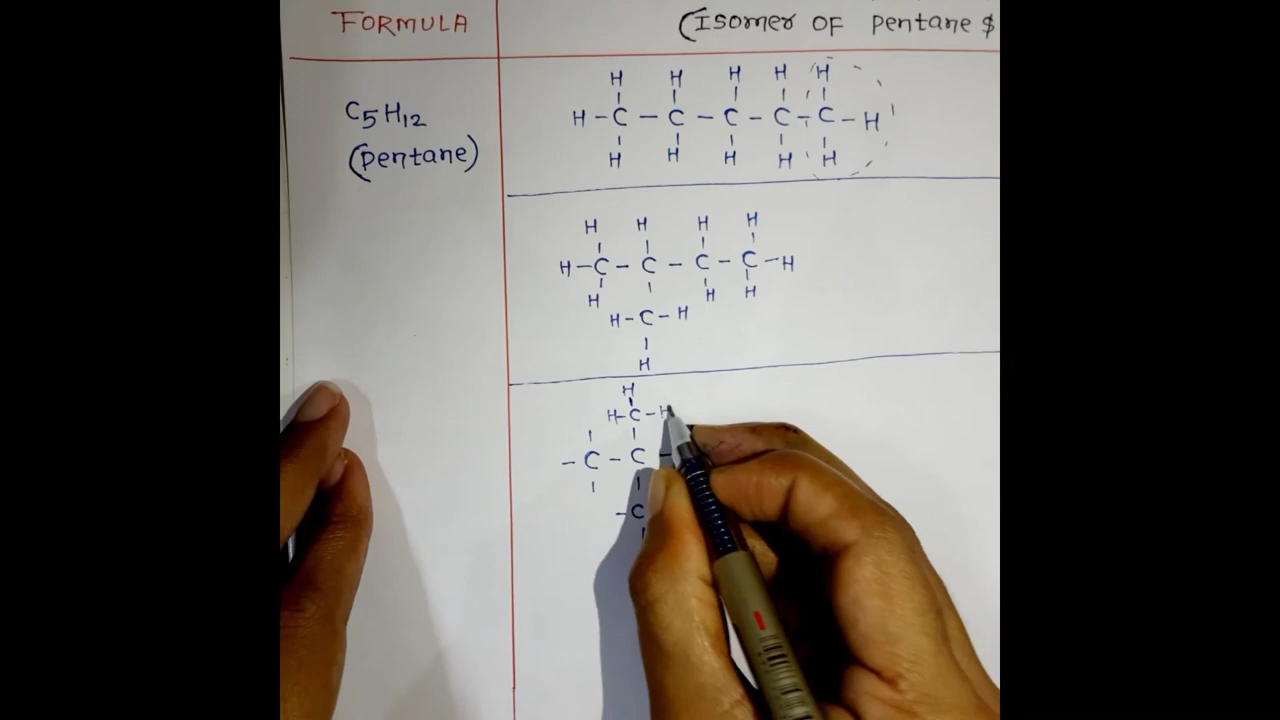 FORMULA
(Isomer OF Pentane $
C5H12
(Pentane)
H H H H H
H-C-C-C-C-C-H
H H H H H
H H H H
H-C-C-C-C-H
H H H
H-C-H
H
H
H-C-H
-C-C-
-C